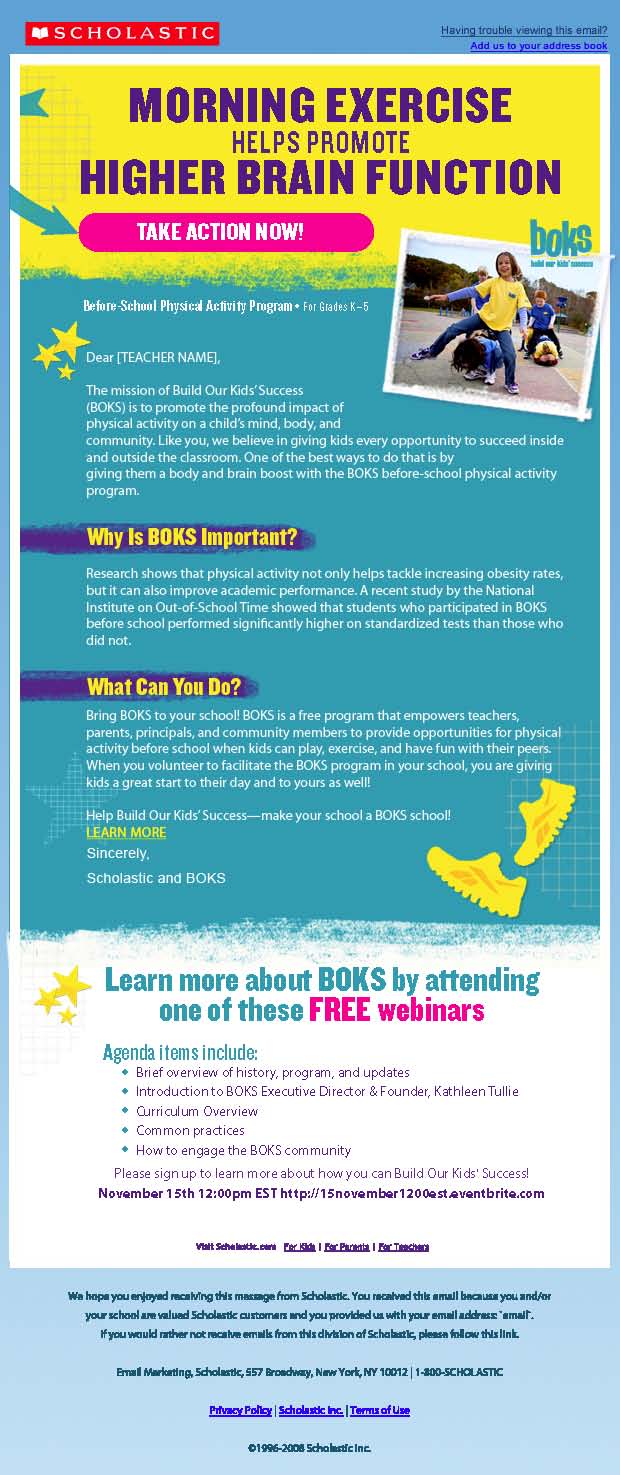 SCHOLASTIC
Having trouble viewing this email?
Add us to your address book
MORNING EXERCISE
HELPS PROMOTE
HIGHER BRAIN FUNCTION
TAKE ACTION NOW!
boks
build our kids' success
Before-School Physical Activity Program • For Grades K–5
Dear [TEACHER NAME],
The mission of Build Our Kids' Success
(BOKS) is to promote the profound impact of
physical activity on a child's mind, body, and
community. Like you, we believe in giving kids every opportunity to succeed inside
and outside the classroom. One of the best ways to do that is by
giving them a body and brain boost with the BOKS before-school physical activity
program.
Why Is BOKS Important?
Research shows that physical activity not only helps tackle increasing obesity rates,
but it can also improve academic performance. A recent study by the National
Institute on Out-of-School Time showed that students who participated in BOKS
before school performed significantly higher on standardized tests than those who
did not.
What Can You Do?
Bring BOKS to your school! BOKS is a free program that empowers teachers,
parents, principals, and community members to provide opportunities for physical
activity before school when kids can play, exercise, and have fun with their peers.
When you volunteer to facilitate the BOKS program in your school, you are giving
kids a great start to their day and to yours as well!
Help Build Our Kids' Success—make your school a BOKS school!
LEARN MORE
Sincerely,
Scholastic and BOKS
Learn more about BOKS by attending
one of these FREE webinars
Agenda items include:
◆ Brief overview of history, program, and updates
◆ Introduction to BOKS Executive Director & Founder, Kathleen Tullie
◆ Curriculum Overview
◆ Common practices
◆ How to engage the BOKS community
Please sign up to learn more about how you can Build Our Kids' Success!
November 15th 12:00pm EST http://15november1200est.eventbrite.com
Visit Scholastic.com For Kids | For Parents | For Teachers
We hope you enjoyed receiving this message from Scholastic. You received this email because you and/or
your school are valued Scholastic customers and you provided us with your email address: `email`.
If you would rather not receive emails from this division of Scholastic, please follow this link.
Email Marketing, Scholastic, 557 Broadway, New York, NY 10012 | 1-800-SCHOLASTIC
Privacy Policy | Scholastic Inc. | Terms of Use
©1996-2008 Scholastic Inc.